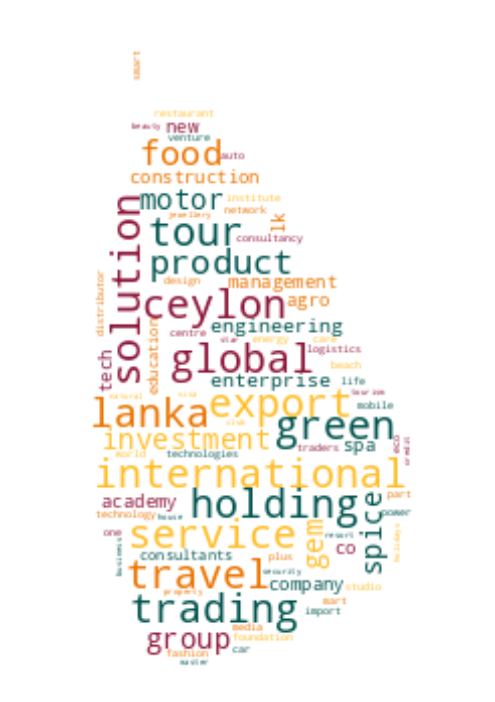 smart
restaurant
beauty new
venture
food auto
construction
motor institute
jewellery network
lk
tour consultancy
solution
product
design management
distributor
ceylon agro
engineering
centre energy care
star logistics
education
global beach
tech
enterprise life
natural tourism
export mobile
lanka green
club
investment spa eco
traders
world technologies
international
academy holdings part
technology house power
spice
one service resort
gem co
business
consultants plus holidays
travel security
company studio
property
trading mart
import
media
group foundation
car
fashion
master